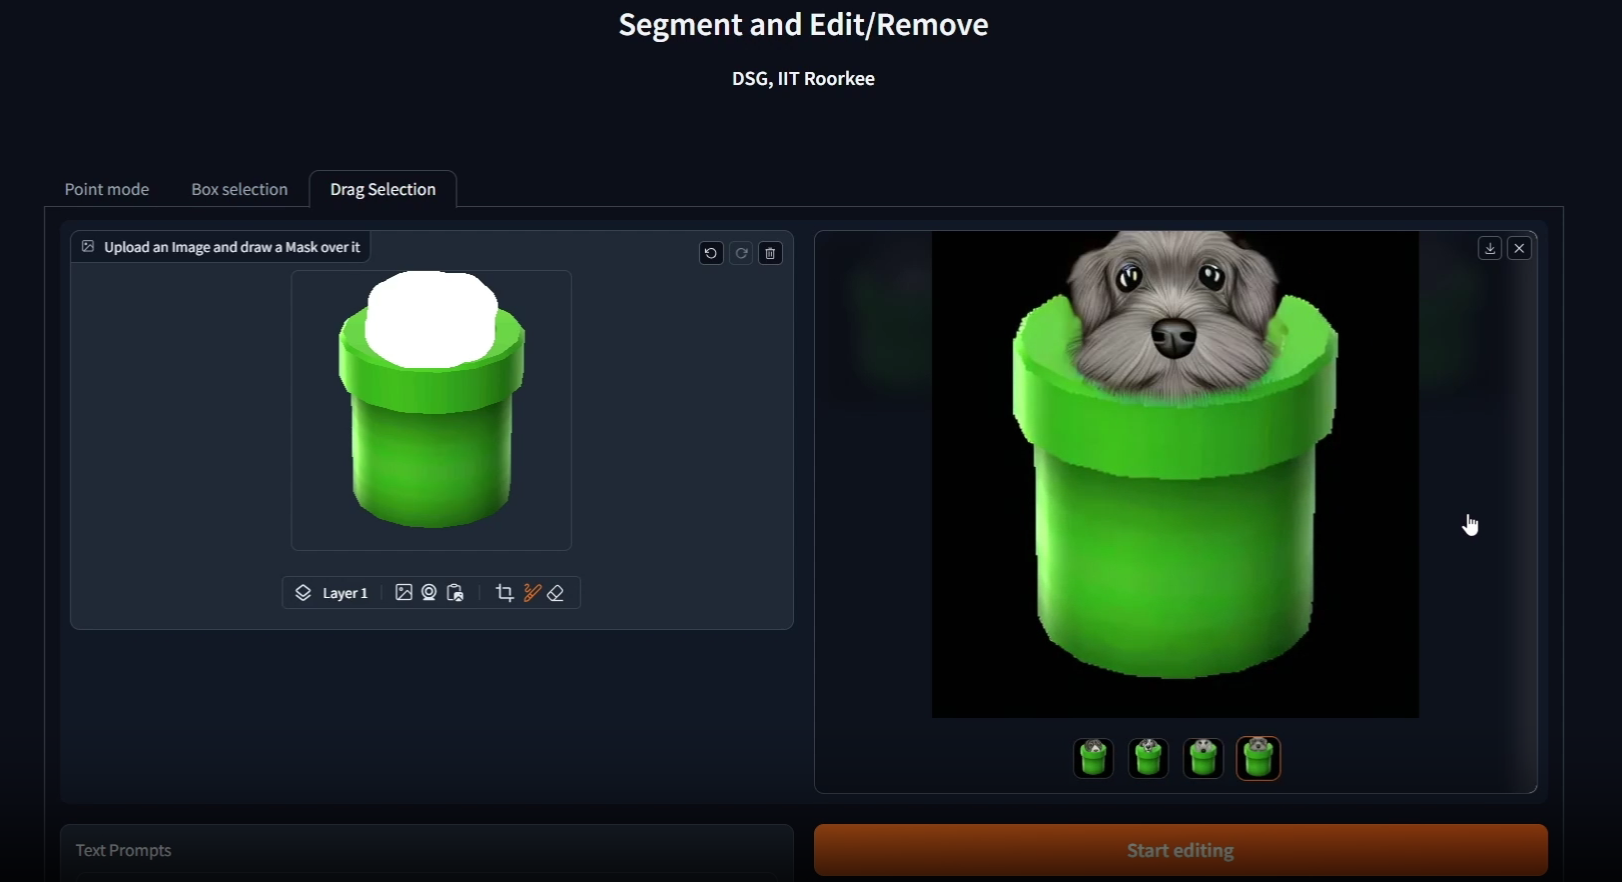 Segment and Edit/Remove
DSG, IIT Roorkee
Point mode
Box selection
Drag Selection
Upload an Image and draw a Mask over it
Layer 1
Text Prompts
Start editing